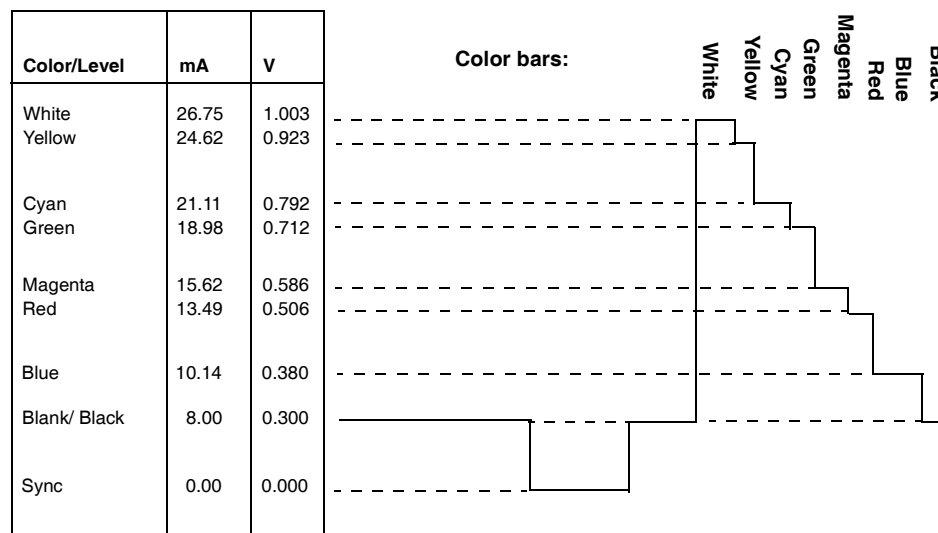 Color/Level mA V
White 26.75 1.003
Yellow 24.62 0.923
Cyan 21.11 0.792
Green 18.98 0.712
Magenta 15.62 0.586
Red 13.49 0.506
Blue 10.14 0.380
Blank/ Black 8.00 0.300
Sync 0.00 0.000
Color bars:
White
Yellow
Cyan
Green
Magenta
Red
Blue
Black